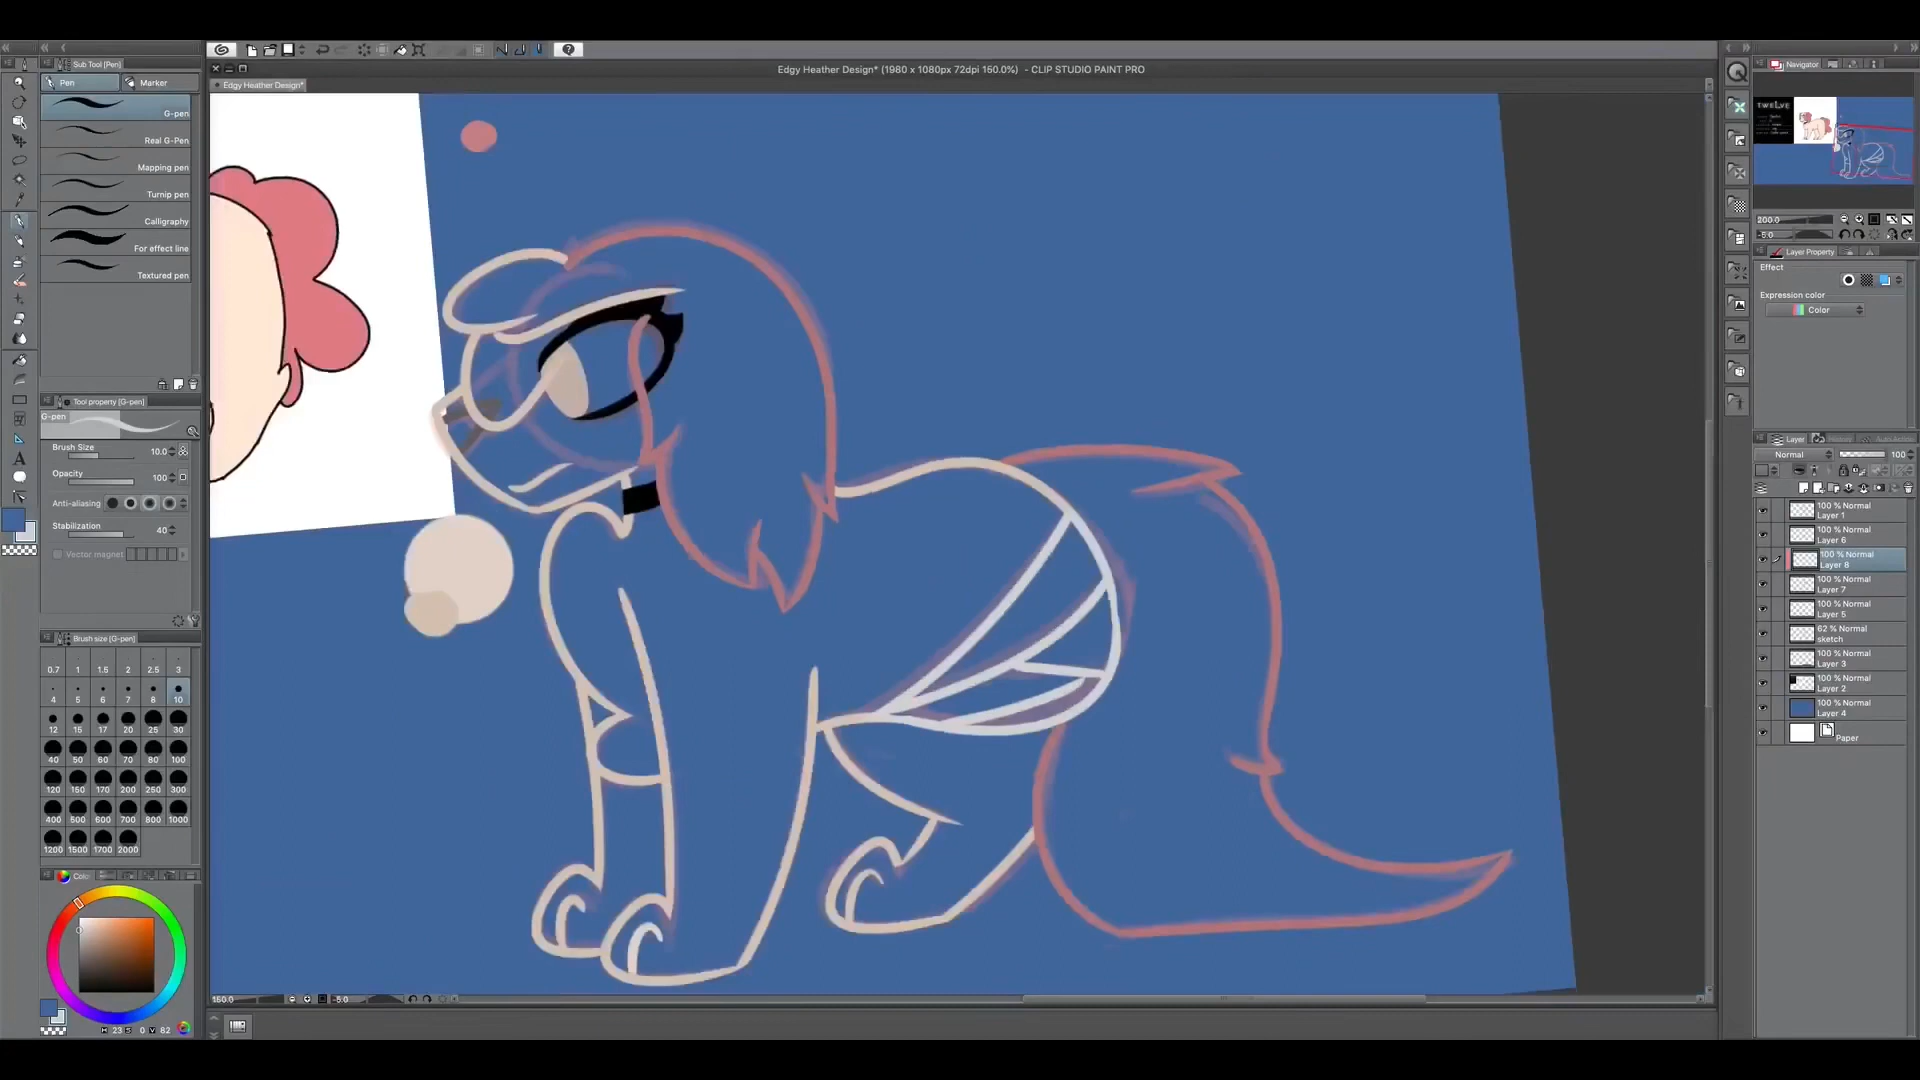 Sub Tool [Pen]
Pen
Marker
G-pen
Real G-Pen
Mapping pen
Turnip pen
Calligraphy
For effect line
Textured pen
Tool property [G-pen]
G-pen
Brush Size 10.0
Opacity 100
Anti-aliasing
Stabilization 40
Vector magnet
Brush size [G-pen]
0.7 1 1.5 2 2.5 3
4 5 6 7 8 10
12 15 17 20 25 30
40 50 60 70 80 100
120 150 170 200 250 300
400 500 600 700 800 1000
1200 1500 1700 2000
Edgy Heather Design* (1980 x 1080px 72dpi 150.0%) - CLIP STUDIO PAINT PRO
Edgy Heather Design*
150.0
-5.0
Navigator
TWELVE
200.0
-5.0
Layer Property
Effect
Expression color
Color
Layer
Normal 100
100 % Normal
Layer 1
100 % Normal
Layer 6
100 % Normal
Layer 8
100 % Normal
Layer 7
100 % Normal
Layer 5
62 % Normal
sketch
100 % Normal
Layer 3
100 % Normal
Layer 2
100 % Normal
Layer 4
Paper